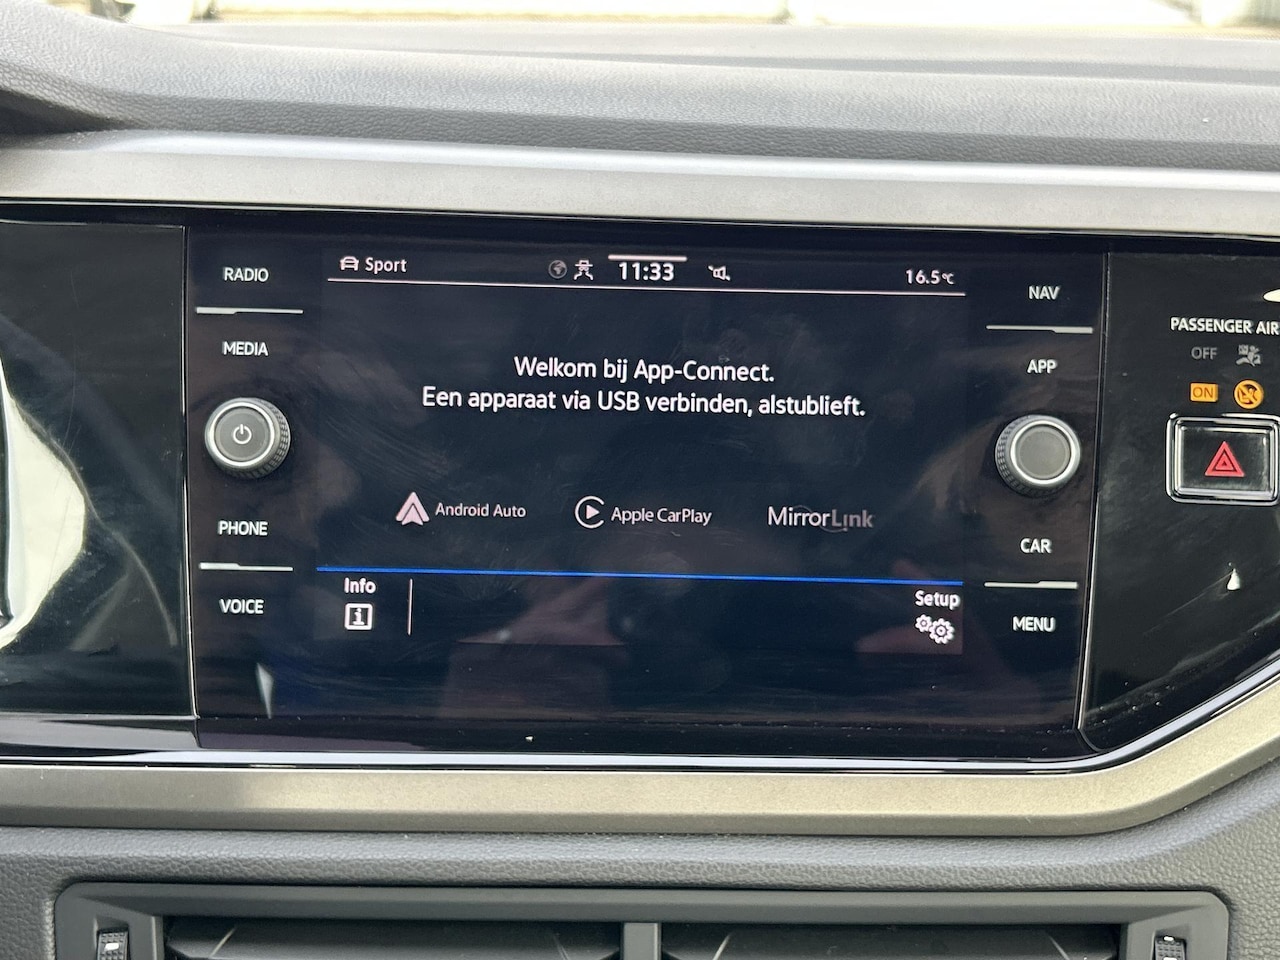 RADIO
MEDIA
PHONE
VOICE
Sport
11:33
16.5°C
Welkom bij App-Connect.
Een apparaat via USB verbinden, alstublieft.
Android Auto
Apple CarPlay
MirrorLink
Info
Setup
NAV
APP
CAR
MENU
PASSENGER AIR
OFF
ON